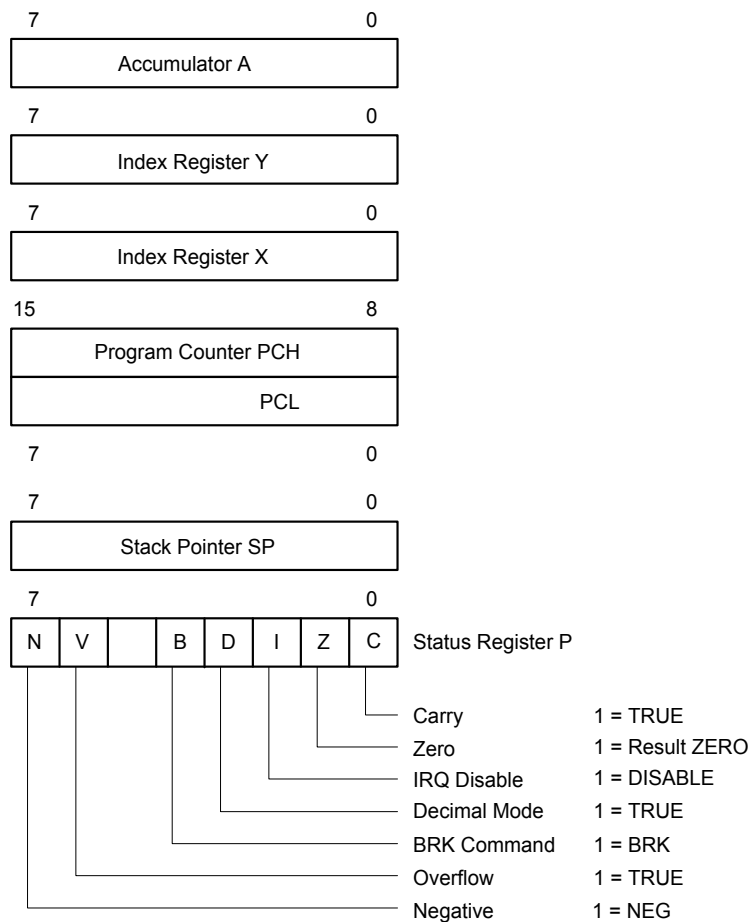 7 0
Accumulator A
7 0
Index Register Y
7 0
Index Register X
15 8
Program Counter PCH
PCL
7 0
7 0
Stack Pointer SP
7 0
N V B D I Z C Status Register P
Carry 1 = TRUE
Zero 1 = Result ZERO
IRQ Disable 1 = DISABLE
Decimal Mode 1 = TRUE
BRK Command 1 = BRK
Overflow 1 = TRUE
Negative 1 = NEG